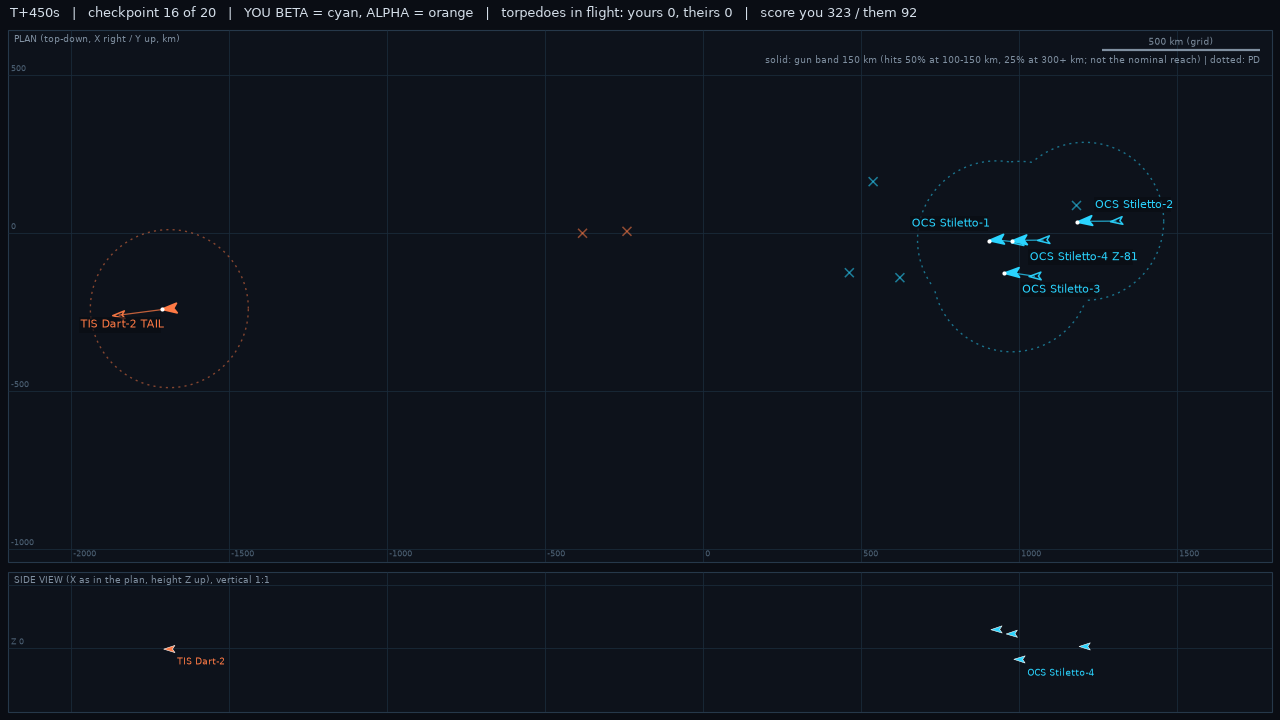 T+450s | checkpoint 16 of 20 | YOU BETA = cyan, ALPHA = orange | torpedoes in flight: yours 0, theirs 0 | score you 323 / them 92
PLAN (top-down, X right / Y up, km)
500 km (grid)
solid: gun band 150 km (hits 50% at 100-150 km, 25% at 300+ km; not the nominal reach) | dotted: PD
500
0
-500
-1000
OCS Stiletto-2
OCS Stiletto-1
OCS Stiletto-4 Z-81
OCS Stiletto-3
TIS Dart-2 TAIL
-2000
-1500
-1000
-500
0
500
1000
1500
SIDE VIEW (X as in the plan, height Z up), vertical 1:1
Z 0
TIS Dart-2
OCS Stiletto-4